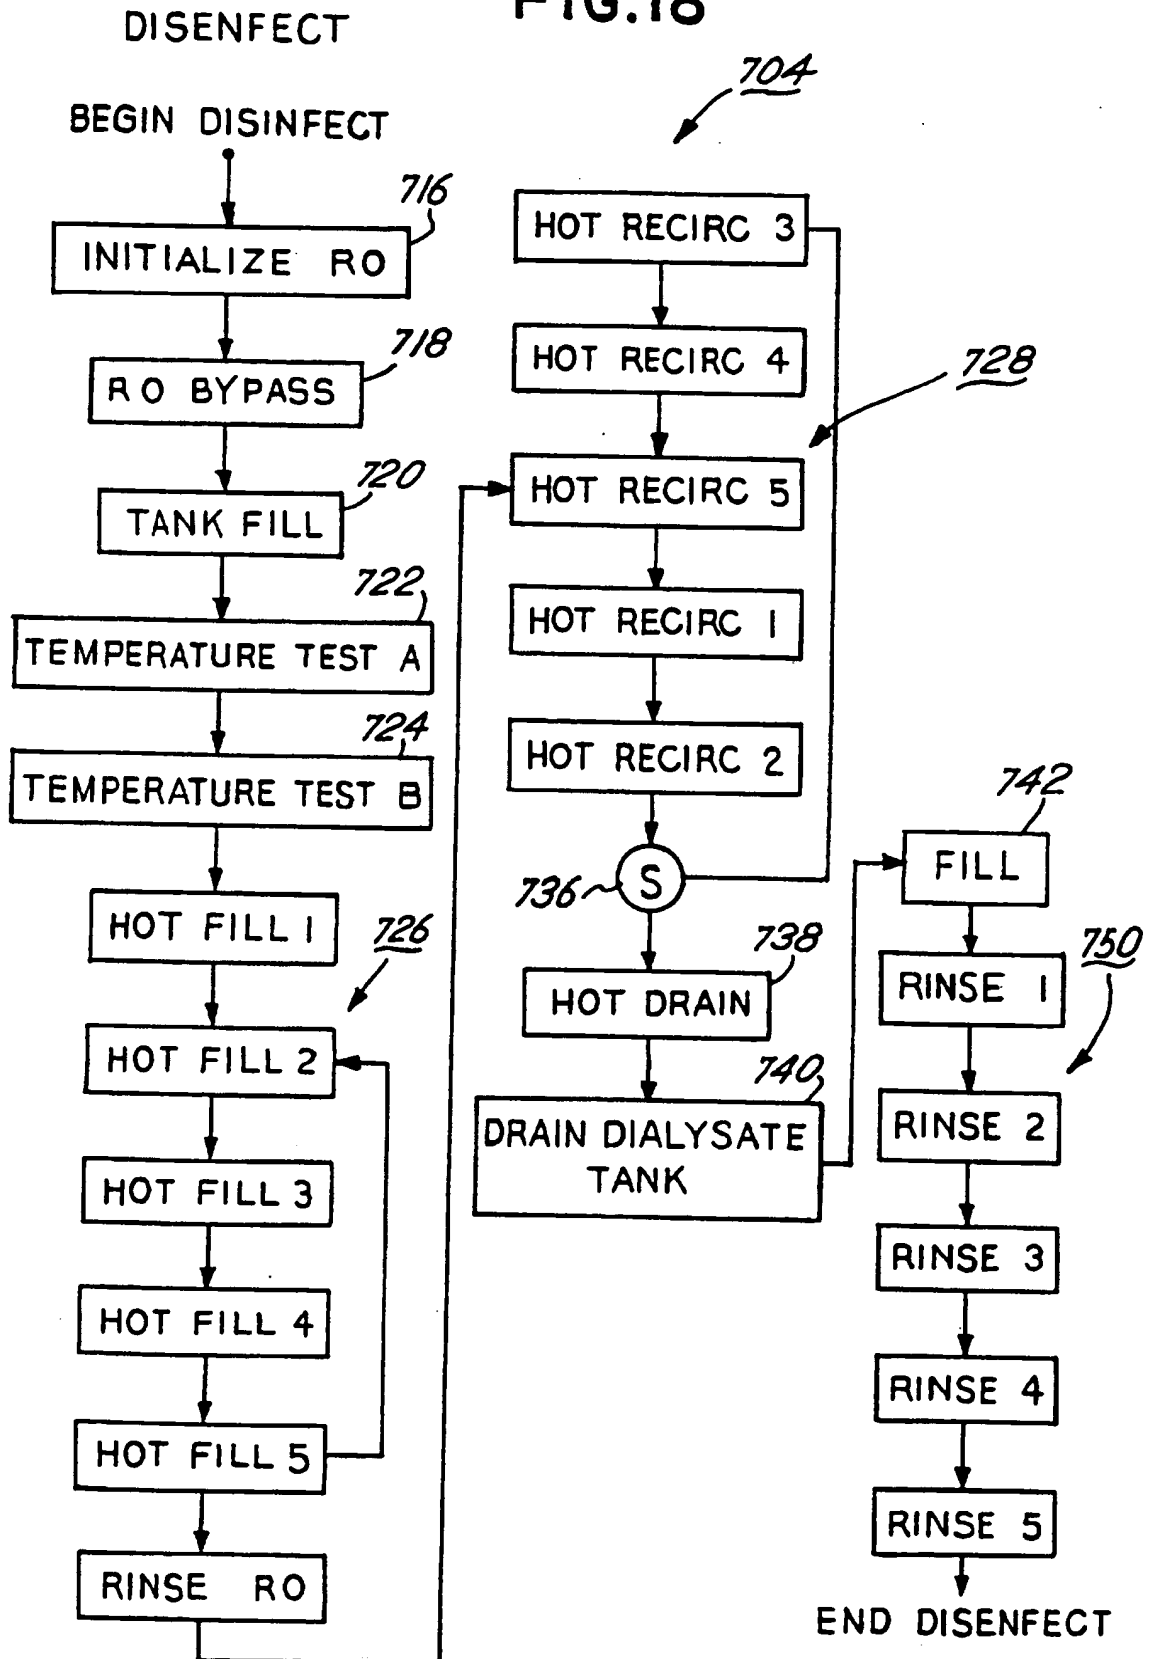 FIG.18
DISENFECT
BEGIN DISINFECT
716
INITIALIZE RO
718
RO BYPASS
720
TANK FILL
722
TEMPERATURE TEST A
724
TEMPERATURE TEST B
HOT FILL 1
726
HOT FILL 2
HOT FILL 3
HOT FILL 4
HOT FILL 5
RINSE RO
704
HOT RECIRC 3
HOT RECIRC 4
728
HOT RECIRC 5
HOT RECIRC 1
HOT RECIRC 2
736
S
738
HOT DRAIN
740
DRAIN DIALYSATE
TANK
742
FILL
750
RINSE 1
RINSE 2
RINSE 3
RINSE 4
RINSE 5
END DISENFECT